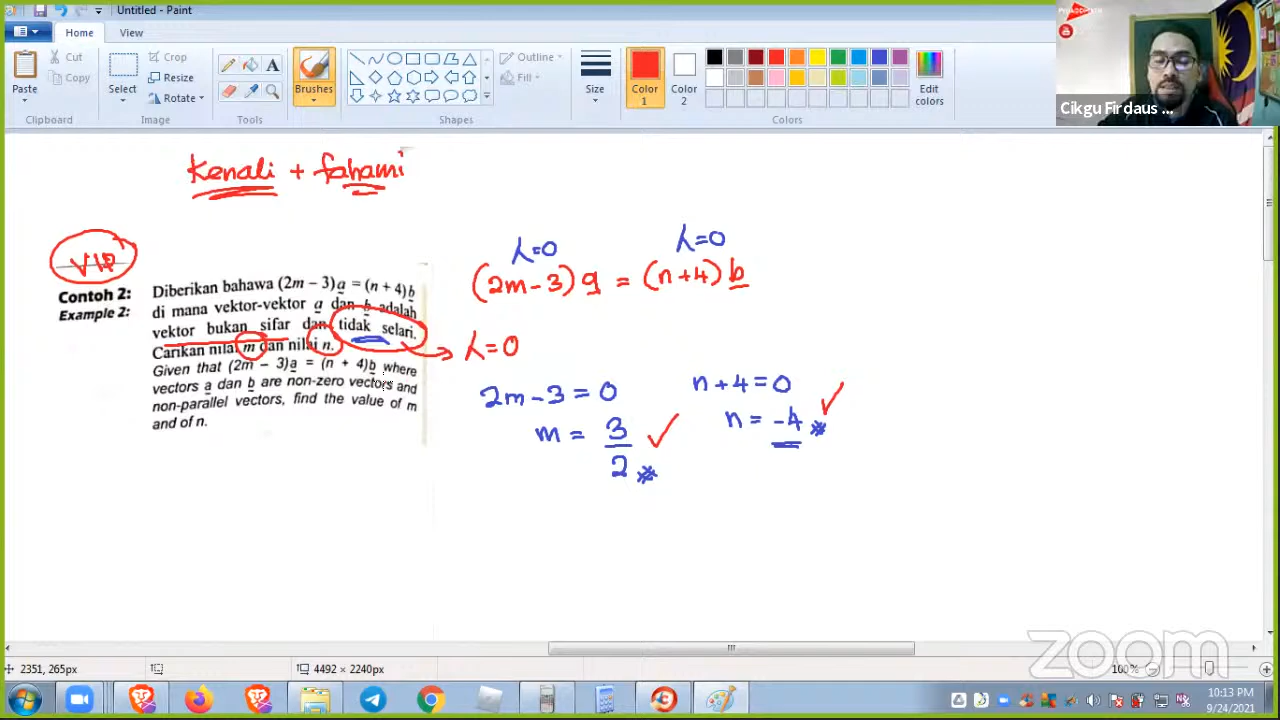 Untitled - Paint
Home
View
Cut
Copy
Paste
Clipboard
Select
Crop
Resize
Rotate
Image
A
Tools
Brushes
Shapes
Outline
Fill
Size
Color 1
Color 2
Edit colors
Colors
Cikgu Firdaus ...
Kenali + fahami
VIP
Contoh 2:
Example 2:
Diberikan bahawa (2m – 3)a = (n + 4)b
di mana vektor-vektor a dan b adalah
vektor bukan sifar dan tidak selari.
Carikan nilai m dan nilai n.
Given that (2m – 3)a = (n + 4)b where
vectors a dan b are non-zero vectors and
non-parallel vectors, find the value of m
and of n.
λ=0
λ=0
(2m-3)a = (n+4)b
λ=0
2m-3=0
m = 3/2
n+4=0
n = -4
zoom
2351, 265px
4492 × 2240px
100%
10:13 PM
9/24/2021